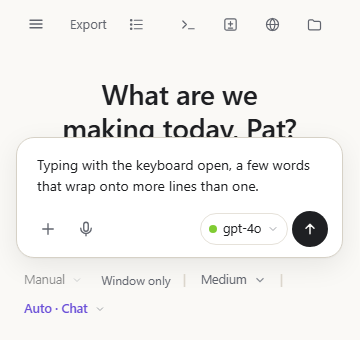 Export
What are we
making today, Pat?
Typing with the keyboard open, a few words
that wrap onto more lines than one.
gpt-4o
Manual Window only Medium
Auto · Chat